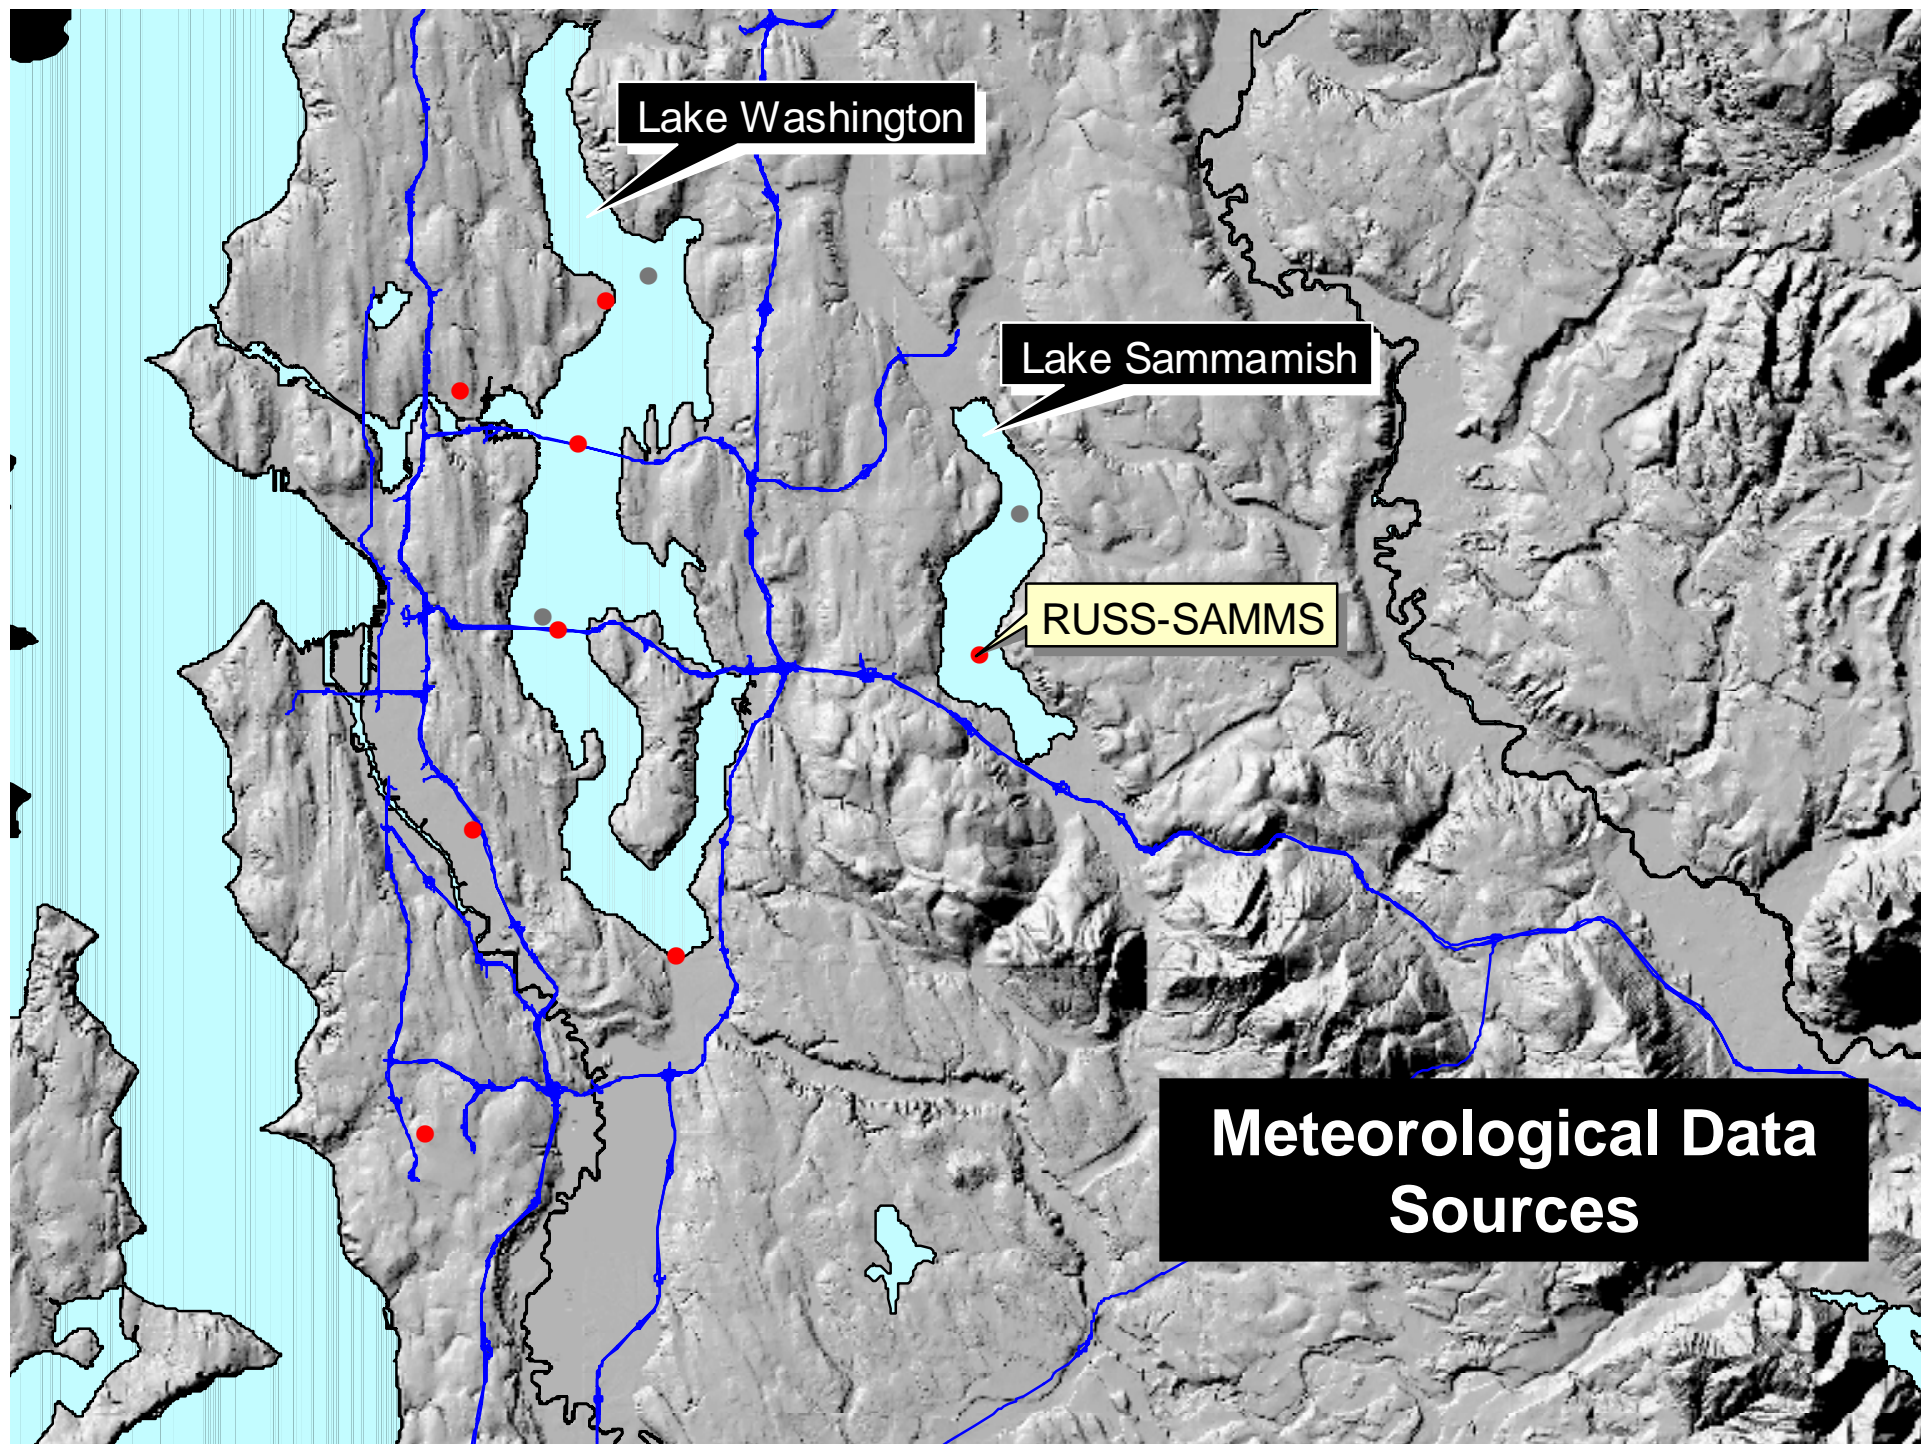 Lake Washington
Lake Sammamish
RUSS-SAMMS
Meteorological Data
Sources